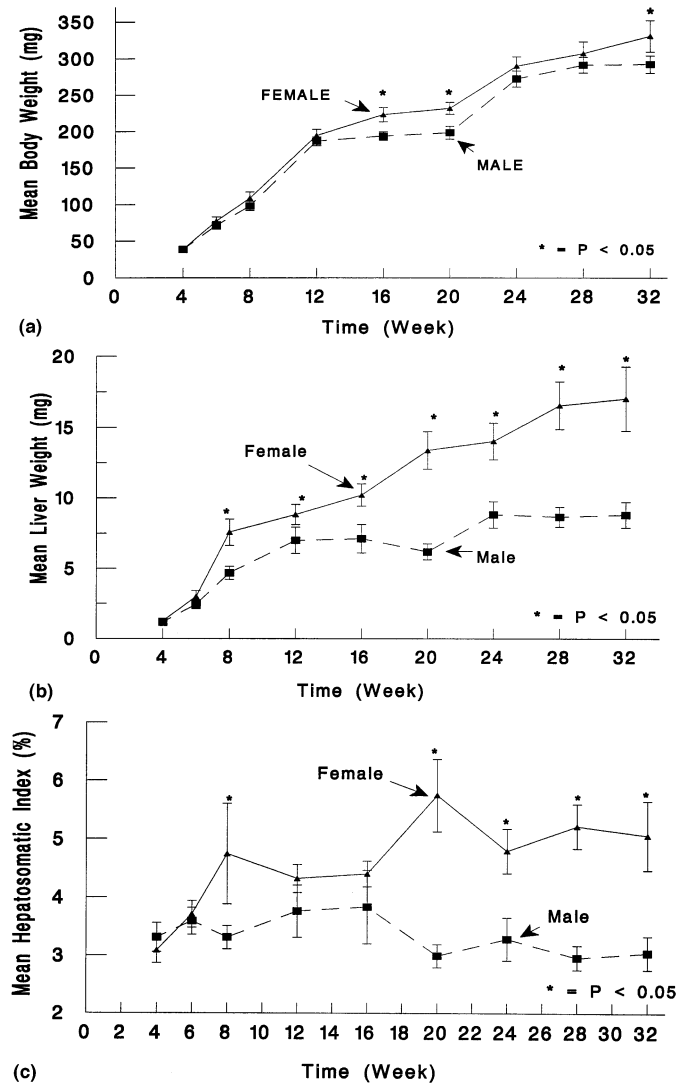 Mean Body Weight (mg)
350
300
250
200
150
100
50
0
FEMALE
MALE
*
*
*
* = P < 0.05
0 4 8 12 16 20 24 28 32
(a)
Time (Week)
Mean Liver Weight (mg)
20
15
10
5
0
Female
Male
* * * * * * *
* = P < 0.05
0 4 8 12 16 20 24 28 32
(b)
Time (Week)
Mean Hepatosomatic Index (%)
7
6
5
4
3
2
Female
Male
* * * * *
* = P < 0.05
0 2 4 6 8 10 12 14 16 18 20 22 24 26 28 30 32
(c)
Time (Week)